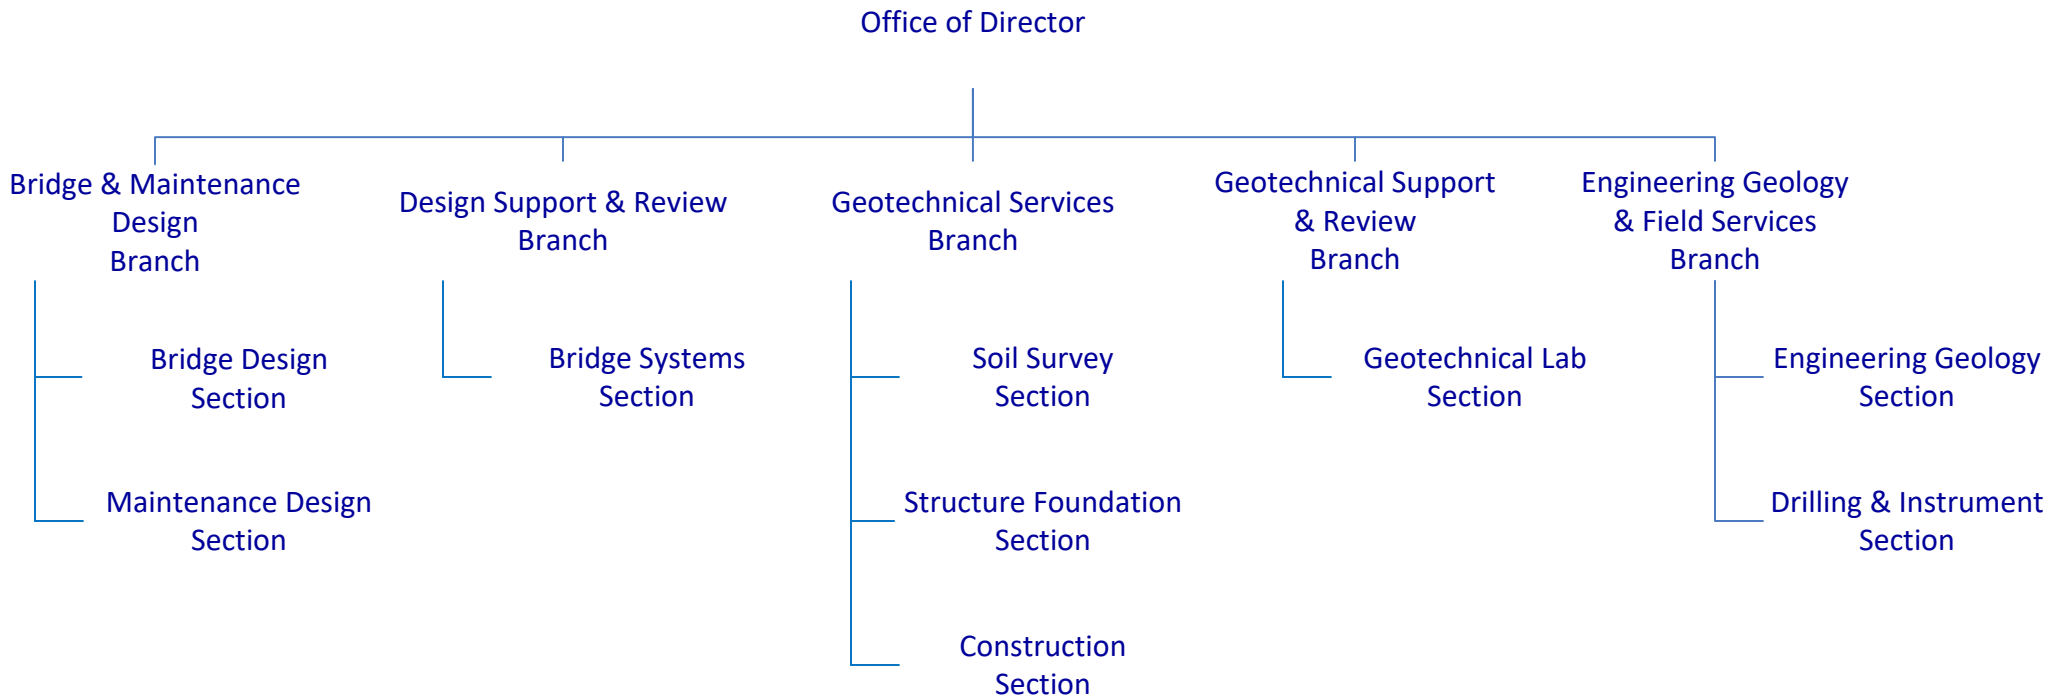 Office of Director
Bridge & Maintenance
Design
Branch
Design Support & Review
Branch
Geotechnical Services
Branch
Geotechnical Support
& Review
Branch
Engineering Geology
& Field Services
Branch
Bridge Design
Section
Bridge Systems
Section
Soil Survey
Section
Geotechnical Lab
Section
Engineering Geology
Section
Maintenance Design
Section
Structure Foundation
Section
Drilling & Instrument
Section
Construction
Section